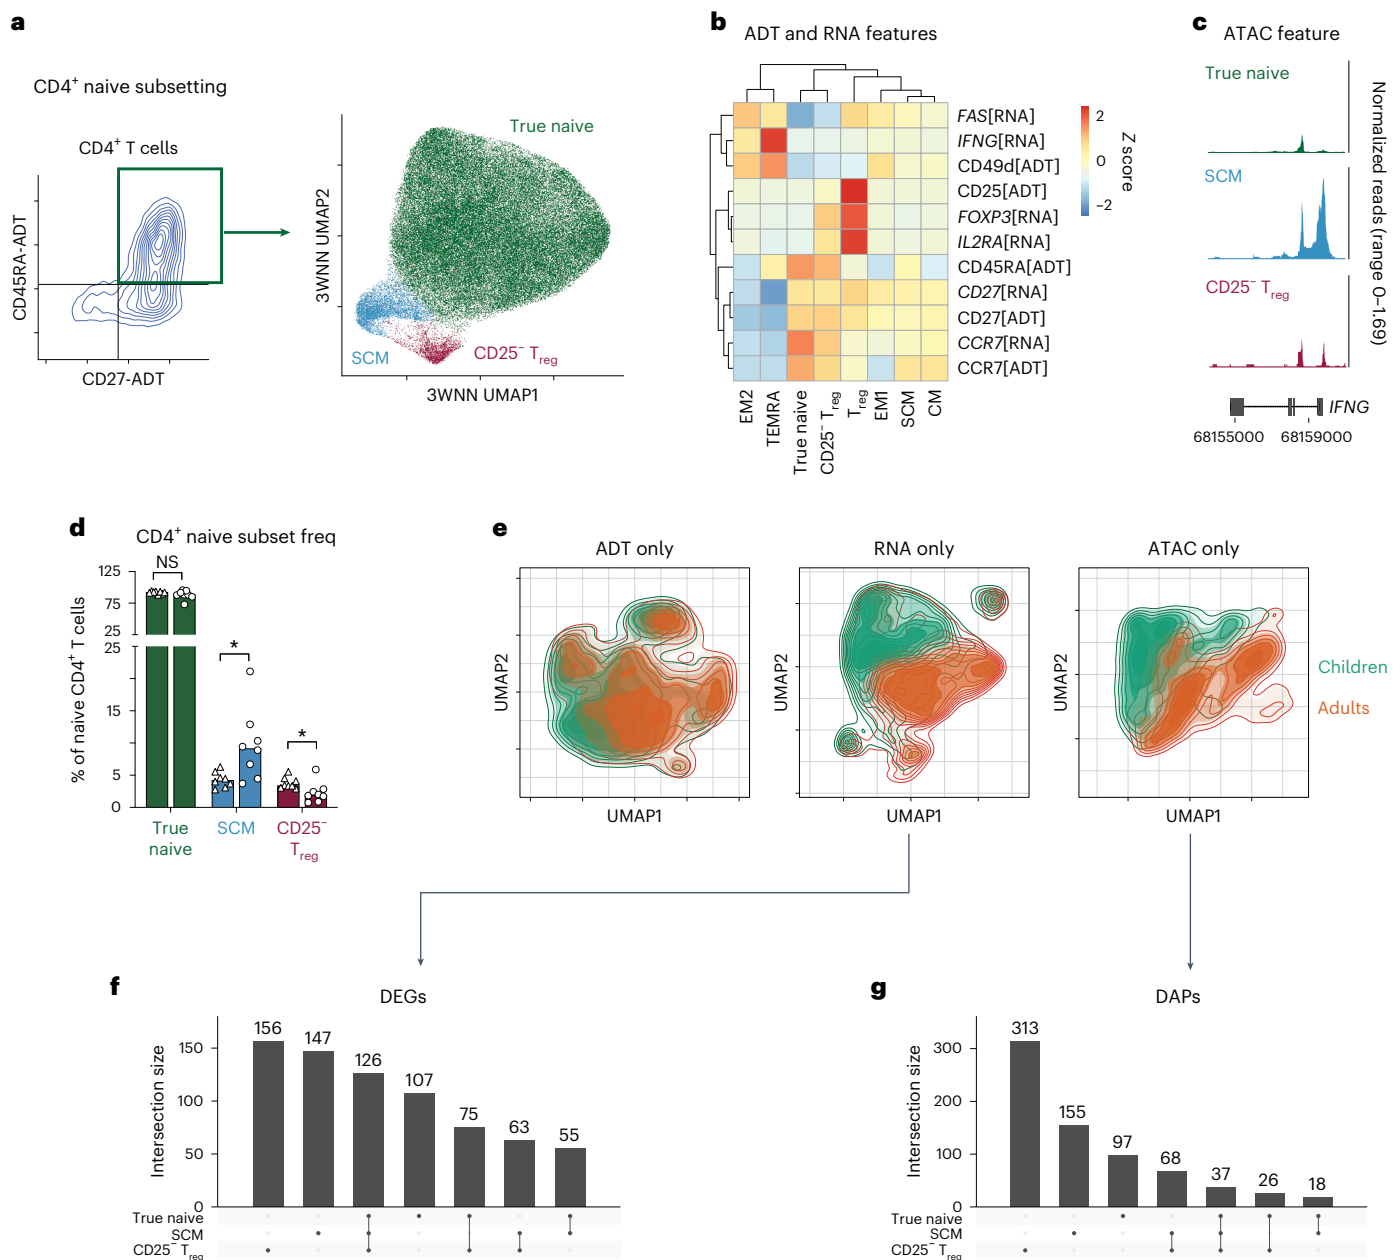 a
CD4+ naive subsetting
CD4+ T cells
CD45RA-ADT
CD27-ADT
3WNN UMAP2
True naive
SCM
CD25− Treg
3WNN UMAP1
b
ADT and RNA features
FAS[RNA]
IFNG[RNA]
CD49d[ADT]
CD25[ADT]
FOXP3[RNA]
IL2RA[RNA]
CD45RA[ADT]
CD27[RNA]
CD27[ADT]
CCR7[RNA]
CCR7[ADT]
2
0
−2
Z score
EM2
TEMRA
True naive
CD25− Treg
Treg
EM1
SCM
CM
c
ATAC feature
True naive
SCM
CD25− Treg
Normalized reads (range 0–1.69)
IFNG
68155000 68159000
d
CD4+ naive subset freq
% of naive CD4+ T cells
125
75
25
25
15
5
0
NS
*
*
True naive
SCM
CD25− Treg
e
ADT only
UMAP2
UMAP1
RNA only
UMAP2
UMAP1
ATAC only
UMAP2
UMAP1
Children
Adults
f
DEGs
Intersection size
150
100
50
0
156
147
126
107
75
63
55
True naive
SCM
CD25− Treg
g
DAPs
Intersection size
300
200
100
0
313
155
97
68
37
26
18
True naive
SCM
CD25− Treg